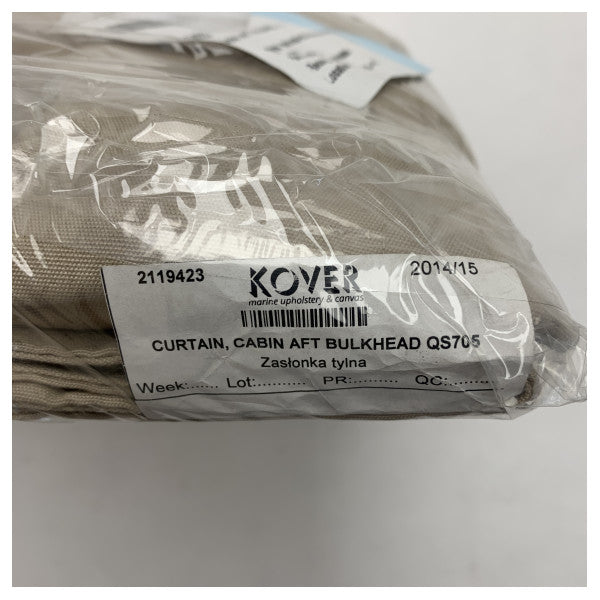 2119423 KOVER 2014/15
marine upholstery & canvas
CURTAIN, CABIN AFT BULKHEAD QS705
Zasłonka tylna
Week:...... Lot:........... PR:.......... QC:..........